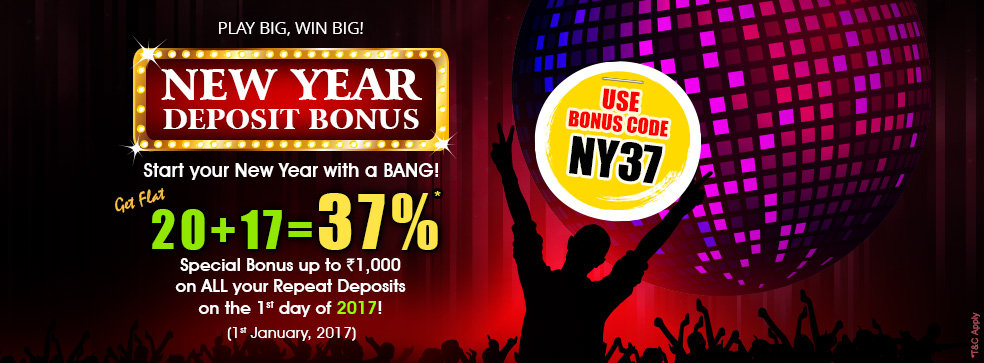 PLAY BIG, WIN BIG!
NEW YEAR
DEPOSIT BONUS
Start your New Year with a BANG!
Get Flat
20+17=37%*
Special Bonus up to ₹1,000
on ALL your Repeat Deposits
on the 1st day of 2017!
(1st January, 2017)
USE
BONUS CODE
NY37
*T&C Apply